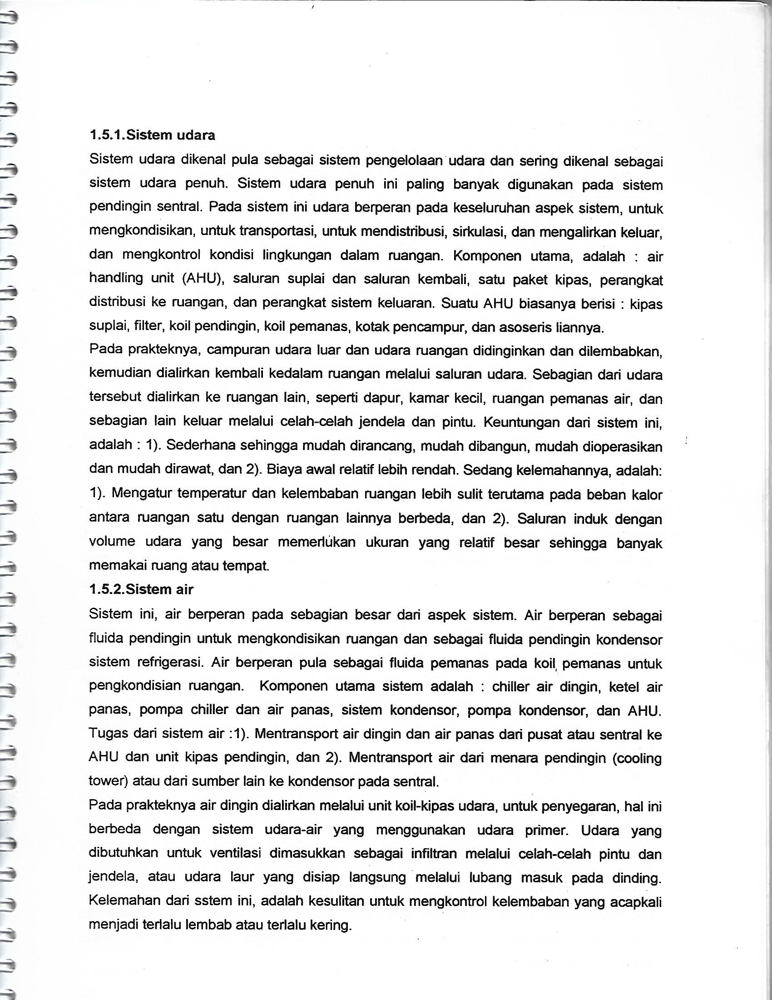 1.5.1.Sistem udara
Sistem udara dikenal pula sebagai sistem pengelolaan udara dan sering dikenal sebagai
sistem udara penuh. Sistem udara penuh ini paling banyak digunakan pada sistem
pendingin sentral. Pada sistem ini udara berperan pada keseluruhan aspek sistem, untuk
mengkondisikan, untuk transportasi, untuk mendistribusi, sirkulasi, dan mengalirkan keluar,
dan mengkontrol kondisi lingkungan dalam ruangan. Komponen utama, adalah : air
handling unit (AHU), saluran suplai dan saluran kembali, satu paket kipas, perangkat
distribusi ke ruangan, dan perangkat sistem keluaran. Suatu AHU biasanya berisi : kipas
suplai, filter, koil pendingin, koil pemanas, kotak pencampur, dan asoseris liannya.
Pada prakteknya, campuran udara luar dan udara ruangan didinginkan dan dilembabkan,
kemudian dialirkan kembali kedalam ruangan melalui saluran udara. Sebagian dari udara
tersebut dialirkan ke ruangan lain, seperti dapur, kamar kecil, ruangan pemanas air, dan
sebagian lain keluar melalui celah-celah jendela dan pintu. Keuntungan dari sistem ini,
adalah : 1). Sederhana sehingga mudah dirancang, mudah dibangun, mudah dioperasikan
dan mudah dirawat, dan 2). Biaya awal relatif lebih rendah. Sedang kelemahannya, adalah:
1). Mengatur temperatur dan kelembaban ruangan lebih sulit terutama pada beban kalor
antara ruangan satu dengan ruangan lainnya berbeda, dan 2). Saluran induk dengan
volume udara yang besar memerlukan ukuran yang relatif besar sehingga banyak
memakai ruang atau tempat.
1.5.2.Sistem air
Sistem ini, air berperan pada sebagian besar dari aspek sistem. Air berperan sebagai
fluida pendingin untuk mengkondisikan ruangan dan sebagai fluida pendingin kondensor
sistem refrigerasi. Air berperan pula sebagai fluida pemanas pada koil pemanas untuk
pengkondisian ruangan. Komponen utama sistem adalah : chiller air dingin, ketel air
panas, pompa chiller dan air panas, sistem kondensor, pompa kondensor, dan AHU.
Tugas dari sistem air :1). Mentransport air dingin dan air panas dari pusat atau sentral ke
AHU dan unit kipas pendingin, dan 2). Mentransport air dari menara pendingin (cooling
tower) atau dari sumber lain ke kondensor pada sentral.
Pada prakteknya air dingin dialirkan melalui unit koil-kipas udara, untuk penyegaran, hal ini
berbeda dengan sistem udara-air yang menggunakan udara primer. Udara yang
dibutuhkan untuk ventilasi dimasukkan sebagai infiltran melalui celah-celah pintu dan
jendela, atau udara laur yang disiap langsung melalui lubang masuk pada dinding.
Kelemahan dari sstem ini, adalah kesulitan untuk mengkontrol kelembaban yang acapkali
menjadi terlalu lembab atau terlalu kering.